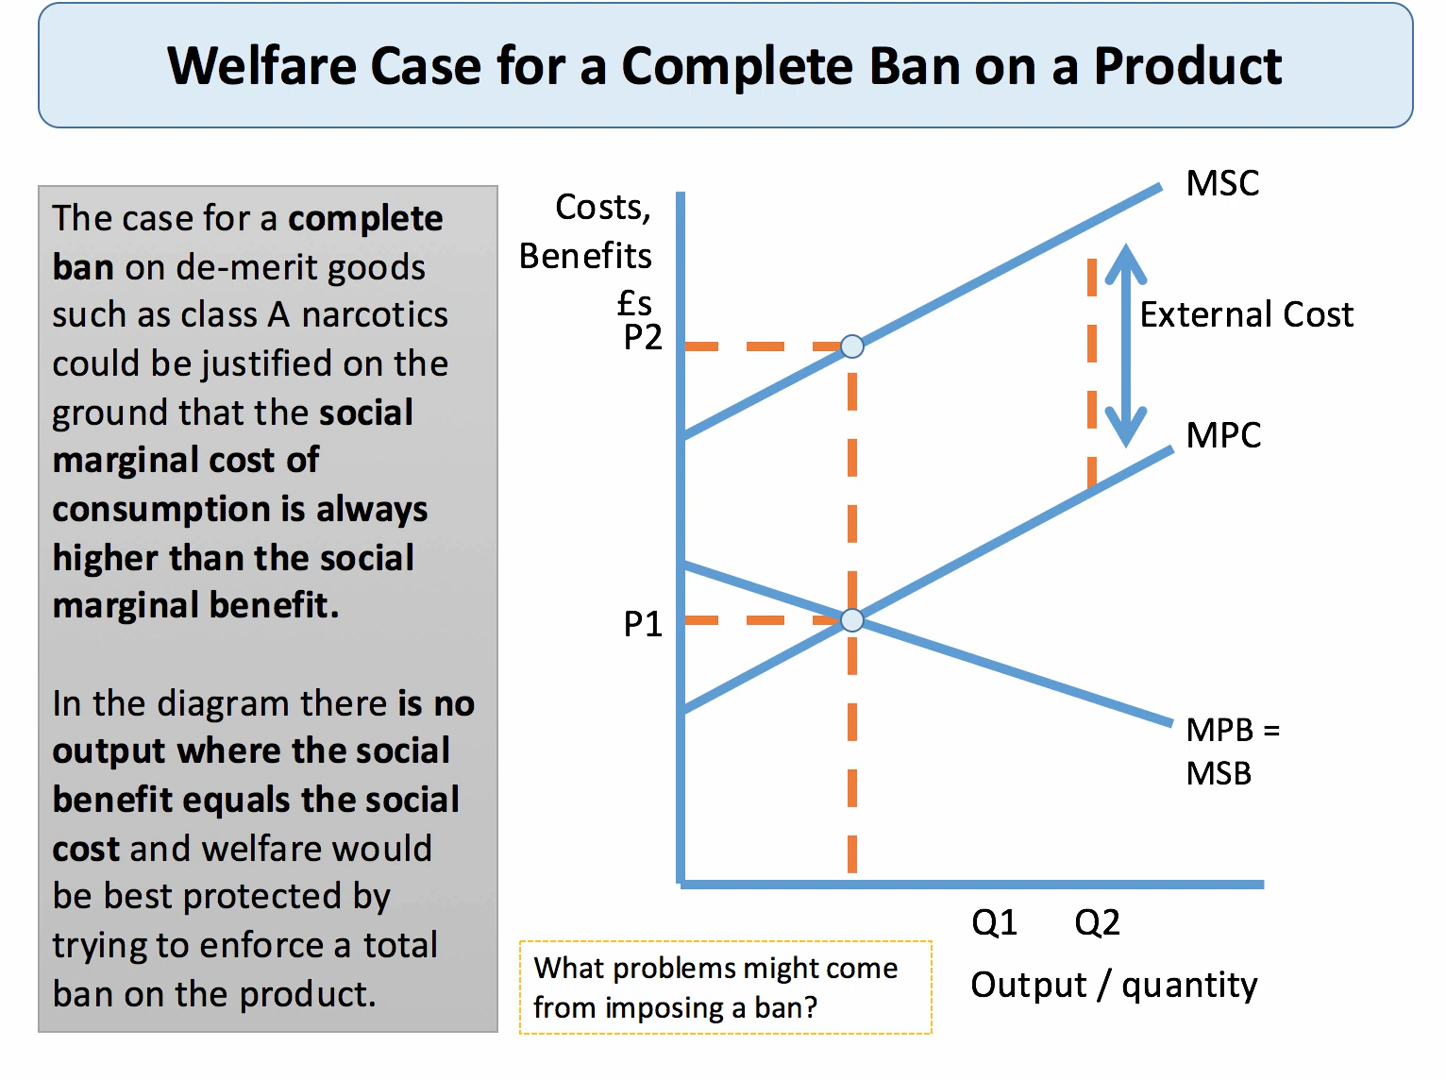 Welfare Case for a Complete Ban on a Product
The case for a complete
ban on de-merit goods
such as class A narcotics
could be justified on the
ground that the social
marginal cost of
consumption is always
higher than the social
marginal benefit.
In the diagram there is no
output where the social
benefit equals the social
cost and welfare would
be best protected by
trying to enforce a total
ban on the product.
Costs,
Benefits
£s
P2
P1
MSC
External Cost
MPC
MPB =
MSB
Q1 Q2
Output / quantity
What problems might come
from imposing a ban?